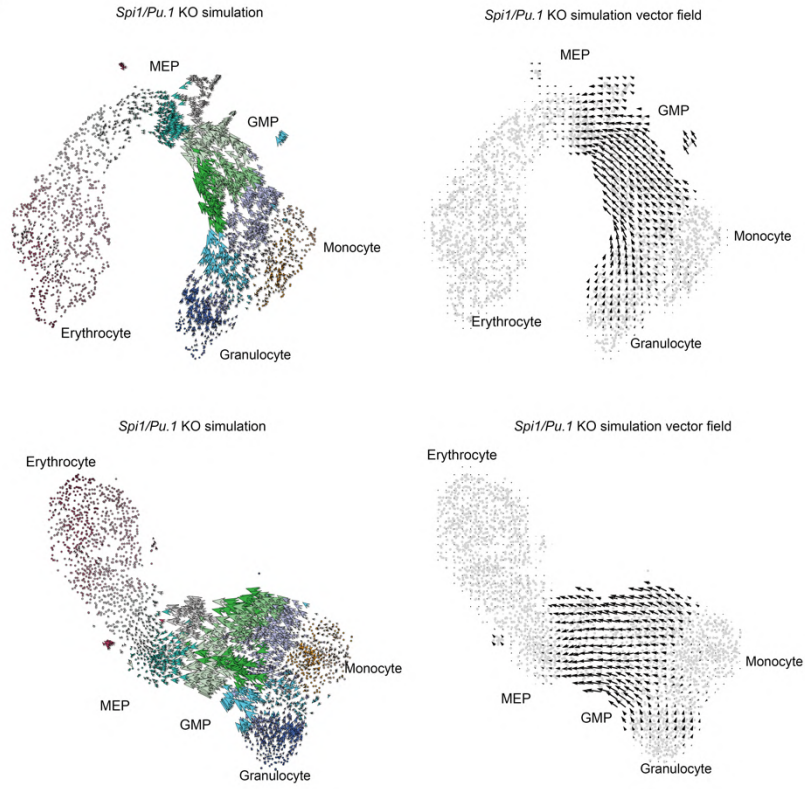 Spi1/Pu.1 KO simulation
MEP
GMP
Monocyte
Erythrocyte
Granulocyte
Spi1/Pu.1 KO simulation vector field
MEP
GMP
Monocyte
Erythrocyte
Granulocyte
Spi1/Pu.1 KO simulation
Erythrocyte
Monocyte
MEP
GMP
Granulocyte
Spi1/Pu.1 KO simulation vector field
Erythrocyte
Monocyte
MEP
GMP
Granulocyte